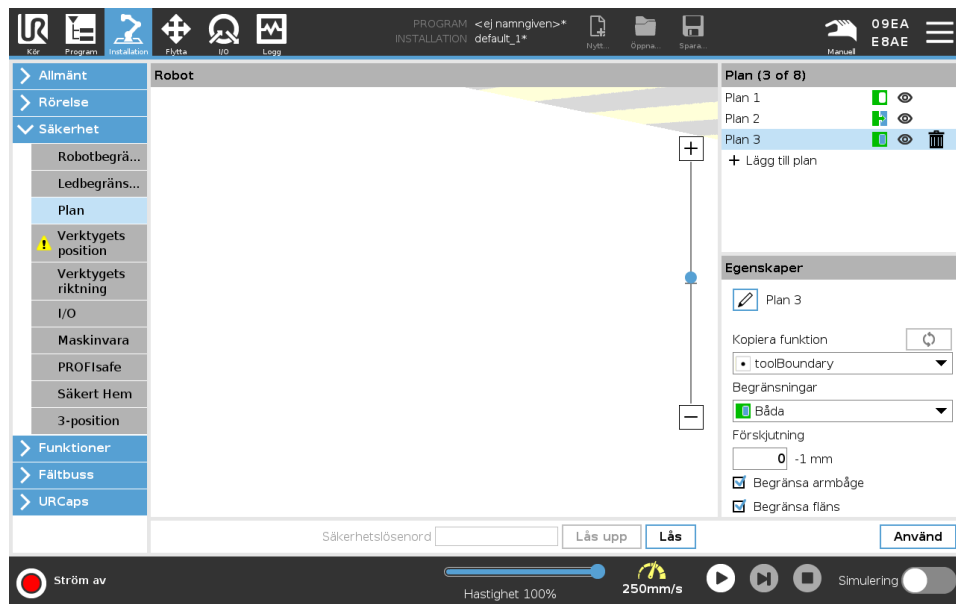 UR
PROGRAM <ej namngiven>*
INSTALLATION default_1*
Kör
Program
Installation
Flytta
I/O
Logg
Nytt...
Öppna...
Spara...
Manuell
09EA
E8AE
Allmänt
Rörelse
Säkerhet
Robotbegrä...
Ledbegräns...
Plan
Verktygets
position
Verktygets
riktning
I/O
Maskinvara
PROFIsafe
Säkert Hem
3-position
Funktioner
Fältbuss
URCaps
Robot
+
−
Plan (3 of 8)
Plan 1
Plan 2
Plan 3
+ Lägg till plan
Egenskaper
Plan 3
Kopiera funktion
toolBoundary
Begränsningar
Båda
Förskjutning
0 -1 mm
Begränsa armbåge
Begränsa fläns
Säkerhetslösenord
Lås upp
Lås
Använd
Ström av
Hastighet 100%
250mm/s
Simulering